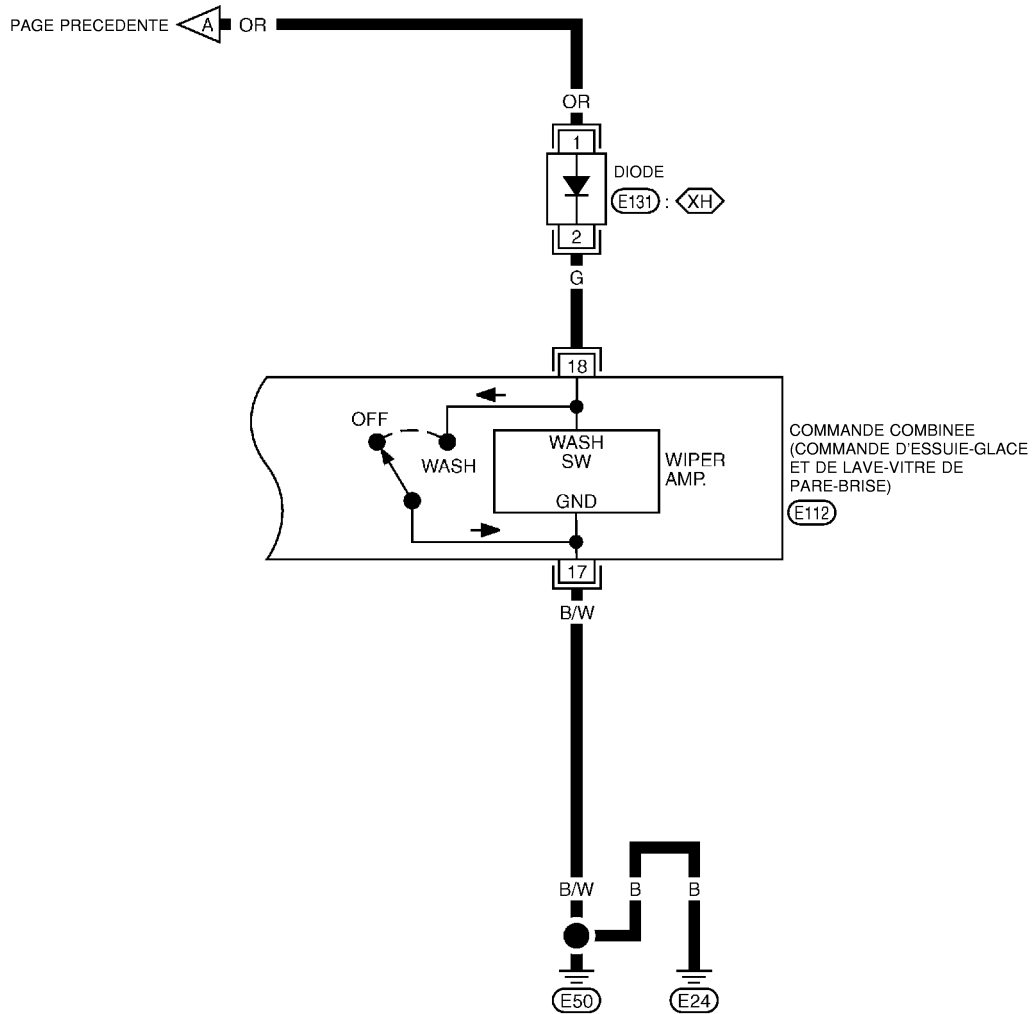 PAGE PRECEDENTE A OR
OR
1
DIODE
E131 : XH
2
G
18
OFF
WASH
WASH
SW
WIPER
AMP.
GND
COMMANDE COMBINEE
(COMMANDE D'ESSUIE-GLACE
ET DE LAVE-VITRE DE
PARE-BRISE)
E112
17
B/W
B/W B B
E50 E24